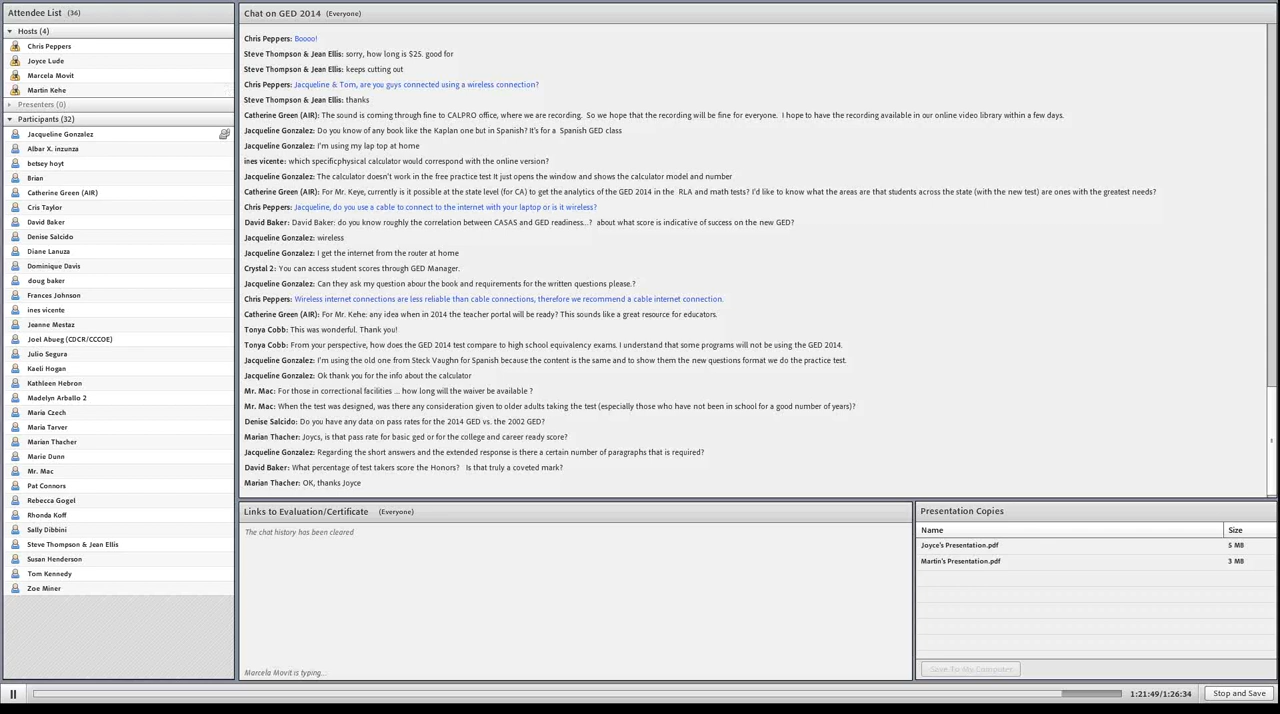 Attendee List (36)
Hosts (4)
Chris Peppers
Joyce Lude
Marcela Movit
Martin Kehe
Presenters (0)
Participants (32)
Jacqueline Gonzalez
Albar X. inzunza
betsey hoyt
Brian
Catherine Green (AIR)
Cris Taylor
David Baker
Denise Salcido
Diane Lanuza
Dominique Davis
doug baker
Frances Johnson
ines vicente
Jeanne Mestaz
Joel Abueg (CDCR/CCCOE)
Julio Segura
Kaeli Hogan
Kathleen Hebron
Madelyn Arballo 2
Maria Czech
Maria Tarver
Marian Thacher
Marie Dunn
Mr. Mac
Pat Connors
Rebecca Gogel
Rhonda Koff
Sally Dibbini
Steve Thompson & Jean Ellis
Susan Henderson
Tom Kennedy
Zoe Miner
Chat on GED 2014 (Everyone)
Chris Peppers: Boooo!
Steve Thompson & Jean Ellis: sorry, how long is $25. good for
Steve Thompson & Jean Ellis: keeps cutting out
Chris Peppers: Jacqueline & Tom, are you guys connected using a wireless connection?
Steve Thompson & Jean Ellis: thanks
Catherine Green (AIR): The sound is coming through fine to CALPRO office, where we are recording. So we hope that the recording will be fine for everyone. I hope to have the recording available in our online video library within a few days.
Jacqueline Gonzalez: Do you know of any book like the Kaplan one but in Spanish? It's for a Spanish GED class
Jacqueline Gonzalez: I'm using my lap top at home
ines vicente: which specificphysical calculator would correspond with the online version?
Jacqueline Gonzalez: The calculator doesn't work in the free practice test It just opens the window and shows the calculator model and number
Catherine Green (AIR): For Mr. Keye, currently is it possible at the state level (for CA) to get the analytics of the GED 2014 in the RLA and math tests? I'd like to know what the areas are that students across the state (with the new test) are ones with the greatest needs?
Chris Peppers: Jacqueline, do you use a cable to connect to the internet with your laptop or is it wireless?
David Baker: David Baker: do you know roughly the correlation between CASAS and GED readiness...? about what score is indicative of success on the new GED?
Jacqueline Gonzalez: wireless
Jacqueline Gonzalez: I get the internet from the router at home
Crystal 2: You can access student scores through GED Manager.
Jacqueline Gonzalez: Can they ask my question about the book and requirements for the written questions please.?
Chris Peppers: Wireless internet connections are less reliable than cable connections, therefore we recommend a cable internet connection.
Catherine Green (AIR): For Mr. Kehe: any idea when in 2014 the teacher portal will be ready? This sounds like a great resource for educators.
Tonya Cobb: This was wonderful. Thank you!
Tonya Cobb: From your perspective, how does the GED 2014 test compare to high school equivalency exams. I understand that some programs will not be using the GED 2014.
Jacqueline Gonzalez: I'm using the old one from Steck Vaughn for Spanish because the content is the same and to show them the new questions format we do the practice test.
Jacqueline Gonzalez: Ok thank you for the info about the calculator
Mr. Mac: For those in correctional facilities ... how long will the waiver be available ?
Mr. Mac: When the test was designed, was there any consideration given to older adults taking the test (especially those who have not been in school for a good number of years)?
Denise Salcido: Do you have any data on pass rates for the 2014 GED vs. the 2002 GED?
Marian Thacher: Joycs, is that pass rate for basic ged or for the college and career ready score?
Jacqueline Gonzalez: Regarding the short answers and the extended response is there a certain number of paragraphs that is required?
David Baker: What percentage of test takers score the Honors? Is that truly a coveted mark?
Marian Thacher: OK, thanks Joyce
Links to Evaluation/Certificate (Everyone)
The chat history has been cleared
Marcela Movit is typing...
Presentation Copies
Name Size
Joyce's Presentation.pdf 5 MB
Martin's Presentation.pdf 3 MB
Save To My Computer
1:21:49/1:26:34
Stop and Save